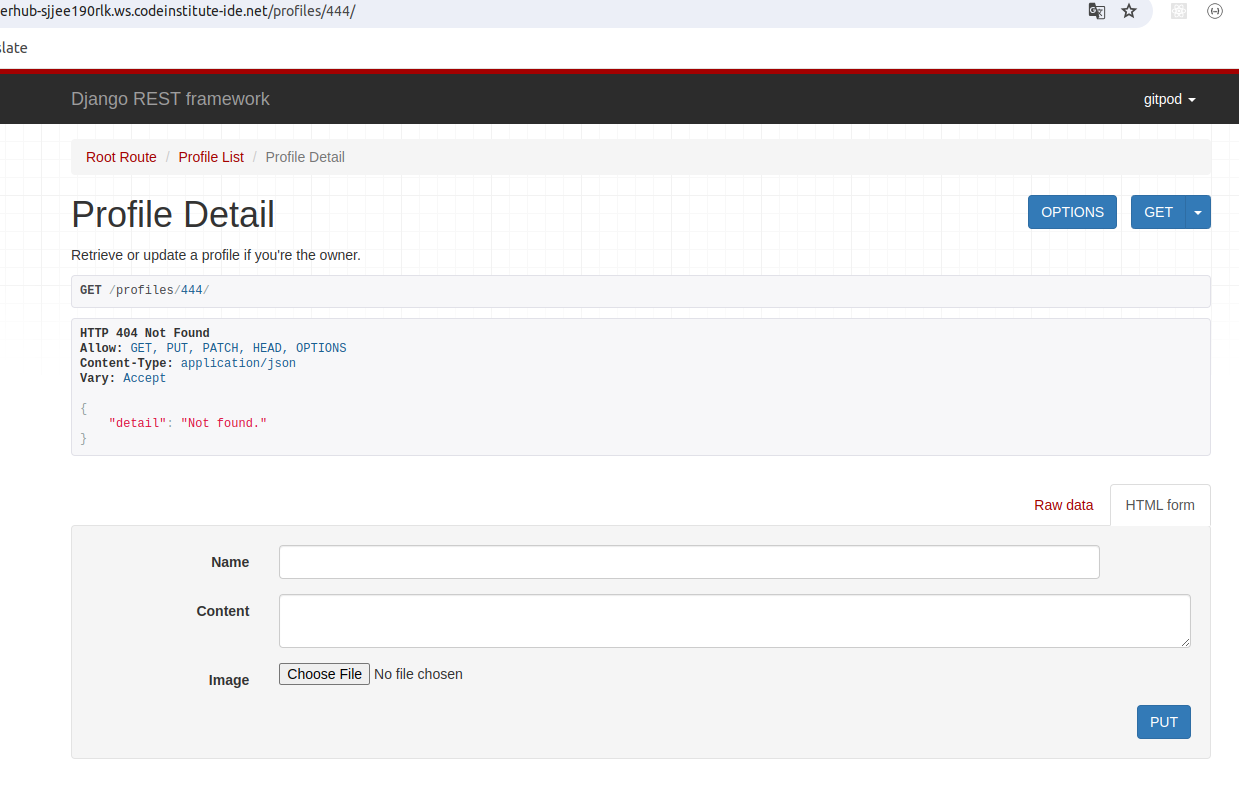 erhub-sjjee190rlk.ws.codeinstitute-ide.net/profiles/444/
slate
Django REST framework
gitpod
Root Route / Profile List / Profile Detail
Profile Detail
OPTIONS
GET
Retrieve or update a profile if you're the owner.
GET /profiles/444/
HTTP 404 Not Found
Allow: GET, PUT, PATCH, HEAD, OPTIONS
Content-Type: application/json
Vary: Accept
{
"detail": "Not found."
}
Raw data
HTML form
Name
Content
Image
Choose File No file chosen
PUT